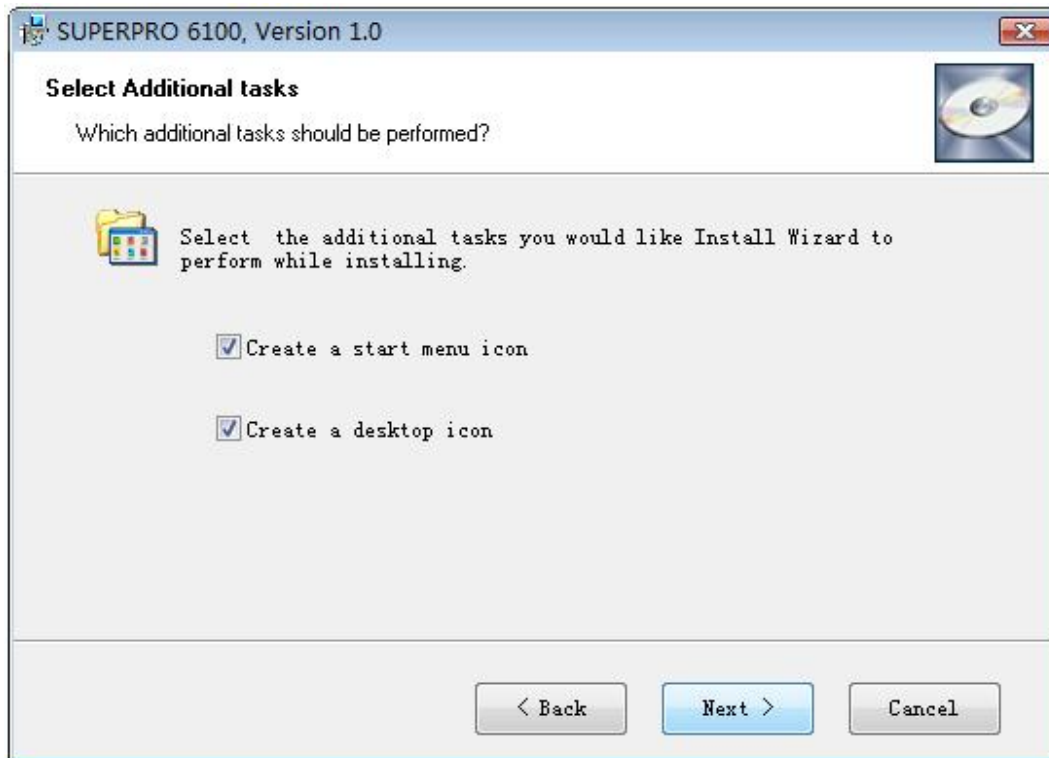 SUPERPRO 6100, Version 1.0
Select Additional tasks
Which additional tasks should be performed?
Select  the additional tasks you would like Install Wizard to
perform while installing.
Create a start menu icon
Create a desktop icon
< Back
Next >
Cancel